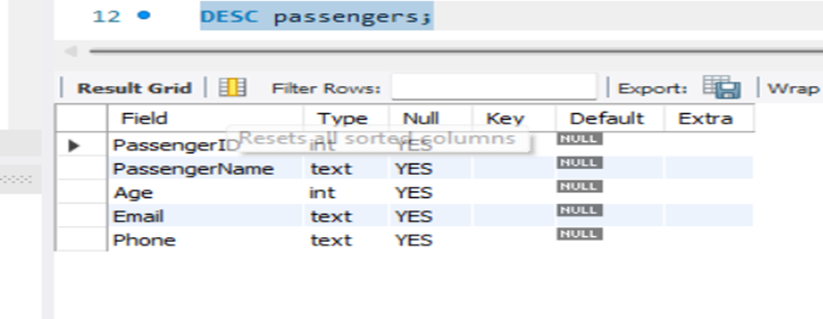 12 DESC passengers;
Result Grid Filter Rows: Export: Wrap
Field Type Null Key Default Extra
PassengerID int YES NULL
Resets all sorted columns
PassengerName text YES NULL
Age int YES NULL
Email text YES NULL
Phone text YES NULL